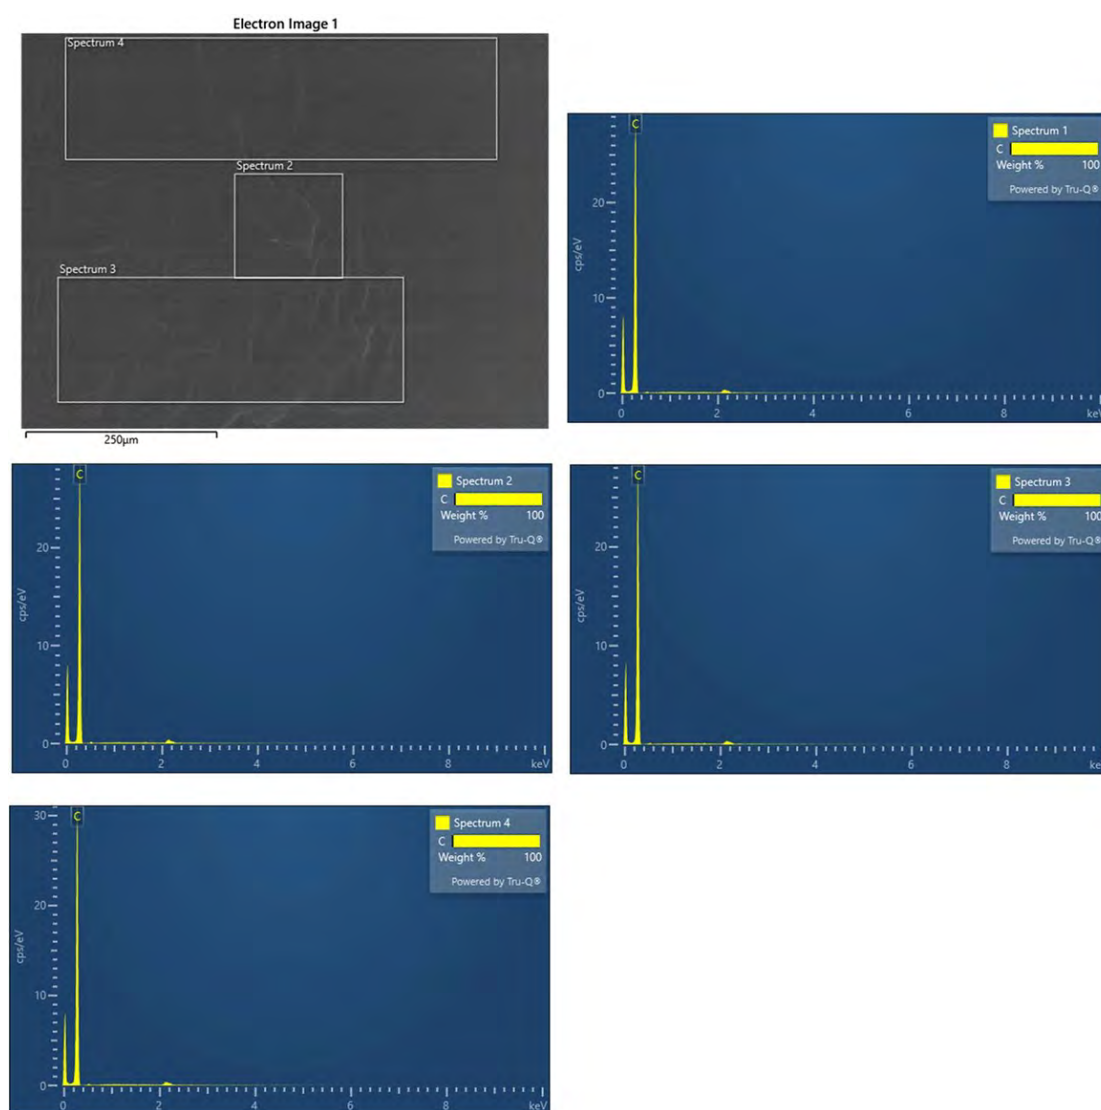 Electron Image 1
Spectrum 4
Spectrum 2
Spectrum 3
250µm
C
Spectrum 1
C
Weight % 100
Powered by Tru-Q®
cps/eV
20
10
0
0 2 4 6 8 keV
C
Spectrum 2
C
Weight % 100
Powered by Tru-Q®
cps/eV
20
10
0
0 2 4 6 8 keV
C
Spectrum 3
C
Weight % 100
Powered by Tru-Q®
cps/eV
20
10
0
0 2 4 6 8 ke
C
Spectrum 4
C
Weight % 100
Powered by Tru-Q®
cps/eV
30
20
10
0
0 2 4 6 8 keV